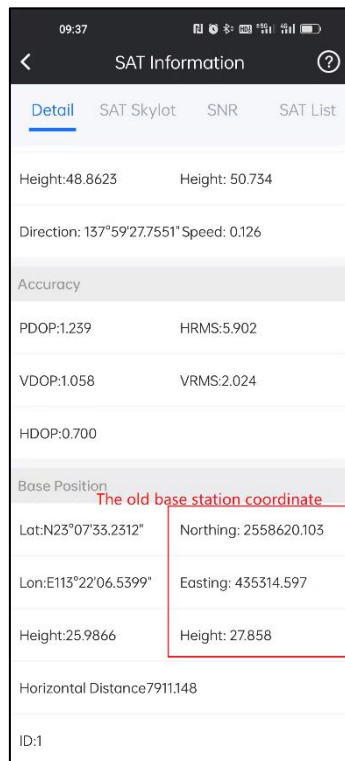 09:37
SAT Information
Detail SAT Skylot SNR SAT List
Height:48.8623 Height: 50.734
Direction: 137°59'27.7551" Speed: 0.126
Accuracy
PDOP:1.239 HRMS:5.902
VDOP:1.058 VRMS:2.024
HDOP:0.700
Base Position
The old base station coordinate
Lat:N23°07'33.2312" Northing: 2558620.103
Lon:E113°22'06.5399" Easting: 435314.597
Height:25.9866 Height: 27.858
Horizontal Distance7911.148
ID:1